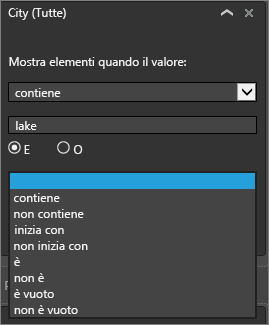 City (Tutte)
Mostra elementi quando il valore:
contiene
lake
E O
contiene
non contiene
inizia con
non inizia con
è
non è
è vuoto
non è vuoto